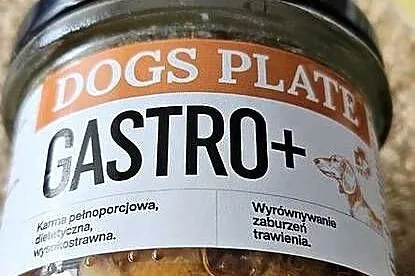 DOGS PLATE
GASTRO+
Karma pełnoporcjowa,
dietetyczna,
wysokostrawna.
Wyrównywanie
zaburzeń
trawienia.